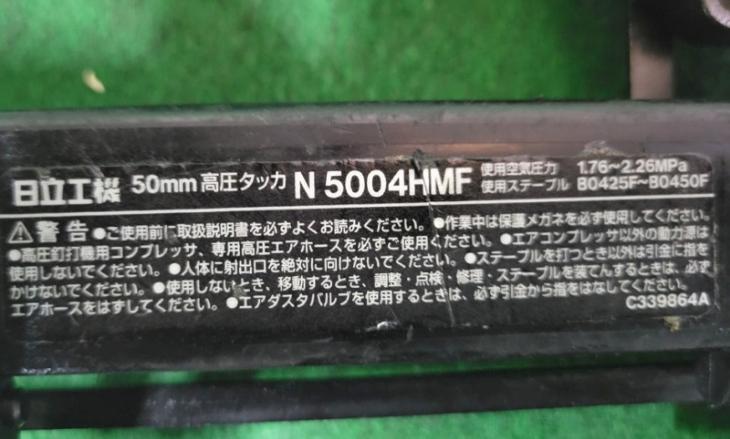 日立工機 50mm 高圧タッカ N 5004HMF 使用空気圧力 1.76～2.26MPa
使用ステープル B0425F～B0450F
⚠警告 ●ご使用前に取扱説明書を必ずよくお読みください。●作業中は保護メガネを必ず使用してください。
●高圧釘打機用コンプレッサ、専用高圧エアホースを必ずご使用ください。●エアコンプレッサ以外の動力源は
使用しないでください。●人体に射出口を絶対に向けないでください。●ステープルを打つとき以外は引金に指を
かけないでください。●使用しないとき、移動するとき、調整・点検・修理・ステープルを装てんするときは、必ず
エアホースをはずしてください。●エアダスタバルブを使用するときは、必ず引金から指をはなしてください。
C339864A